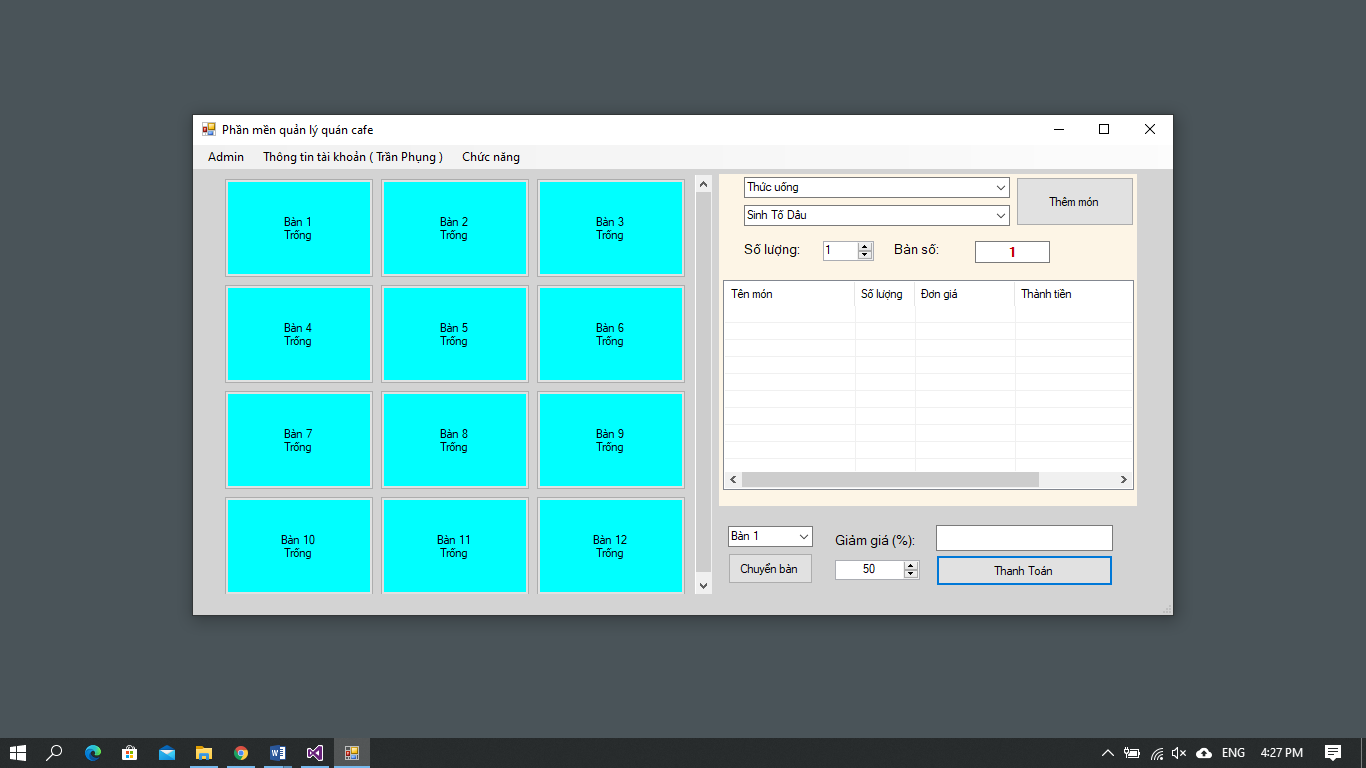 Phần mền quản lý quán cafe
Admin Thông tin tài khoản ( Trần Phụng ) Chức năng
Bàn 1
Trống
Bàn 2
Trống
Bàn 3
Trống
Bàn 4
Trống
Bàn 5
Trống
Bàn 6
Trống
Bàn 7
Trống
Bàn 8
Trống
Bàn 9
Trống
Bàn 10
Trống
Bàn 11
Trống
Bàn 12
Trống
Thức uống
Sinh Tố Dâu
Thêm món
Số lượng: 1 Bàn số: 1
Tên món Số lượng Đơn giá Thành tiền
Bàn 1
Chuyển bàn
Giảm giá (%):
50
Thanh Toán
ENG 4:27 PM